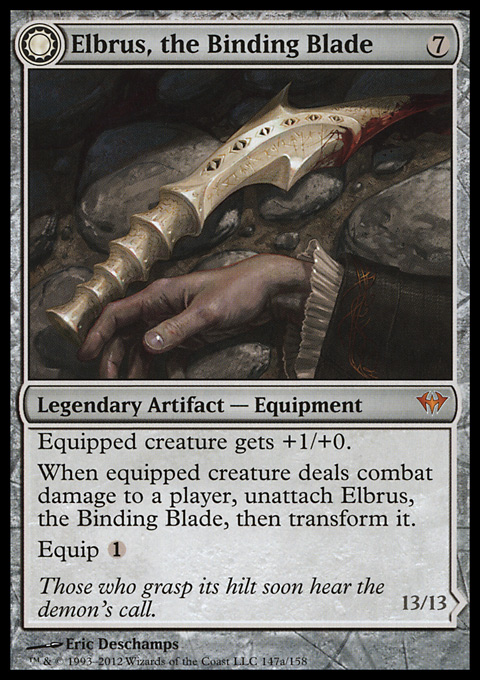 Elbrus, the Binding Blade 7
Legendary Artifact — Equipment
Equipped creature gets +1/+0.
When equipped creature deals combat
damage to a player, unattach Elbrus,
the Binding Blade, then transform it.
Equip 1
Those who grasp its hilt soon hear the
demon's call.
13/13
Eric Deschamps
™ & © 1993–2012 Wizards of the Coast LLC 147a/158